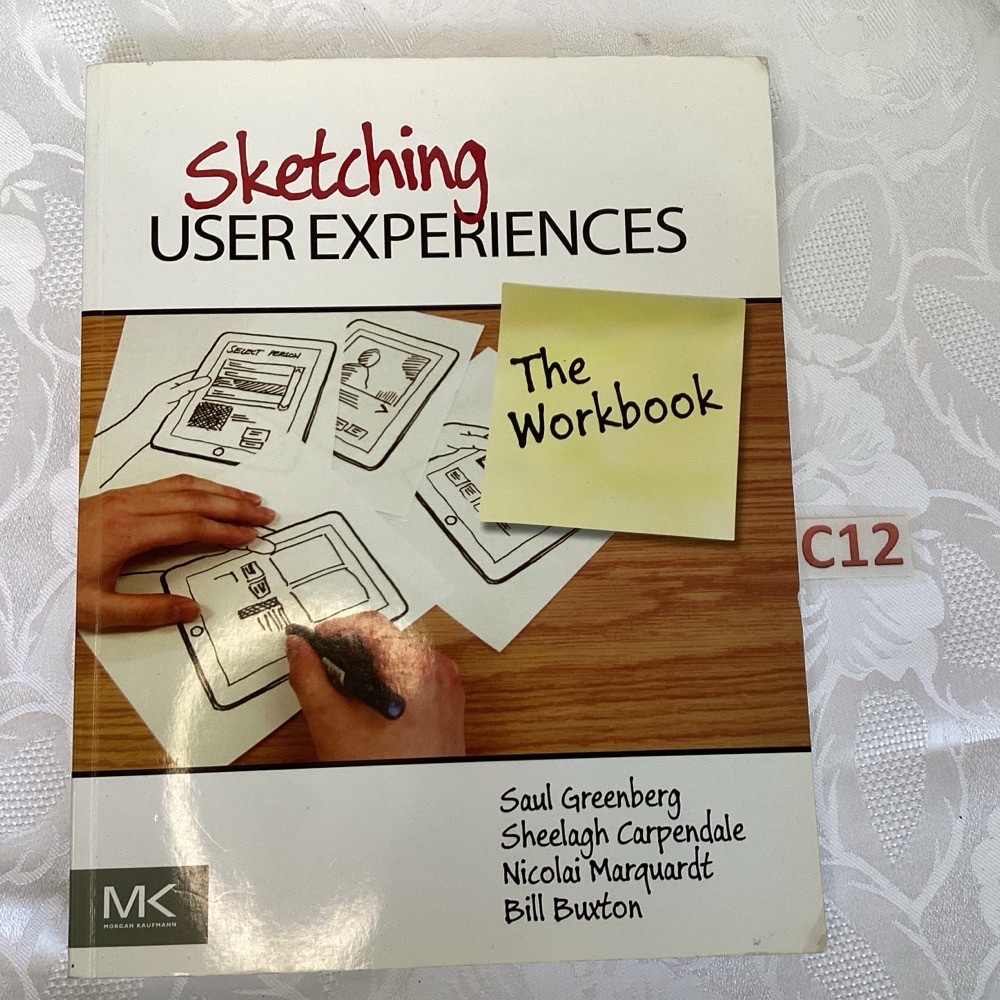 Sketching
USER EXPERIENCES
SELECT PERSON
The
Workbook
C12
Saul Greenberg
Sheelagh Carpendale
Nicolai Marquardt
Bill Buxton
MK
MORGAN KAUFMANN